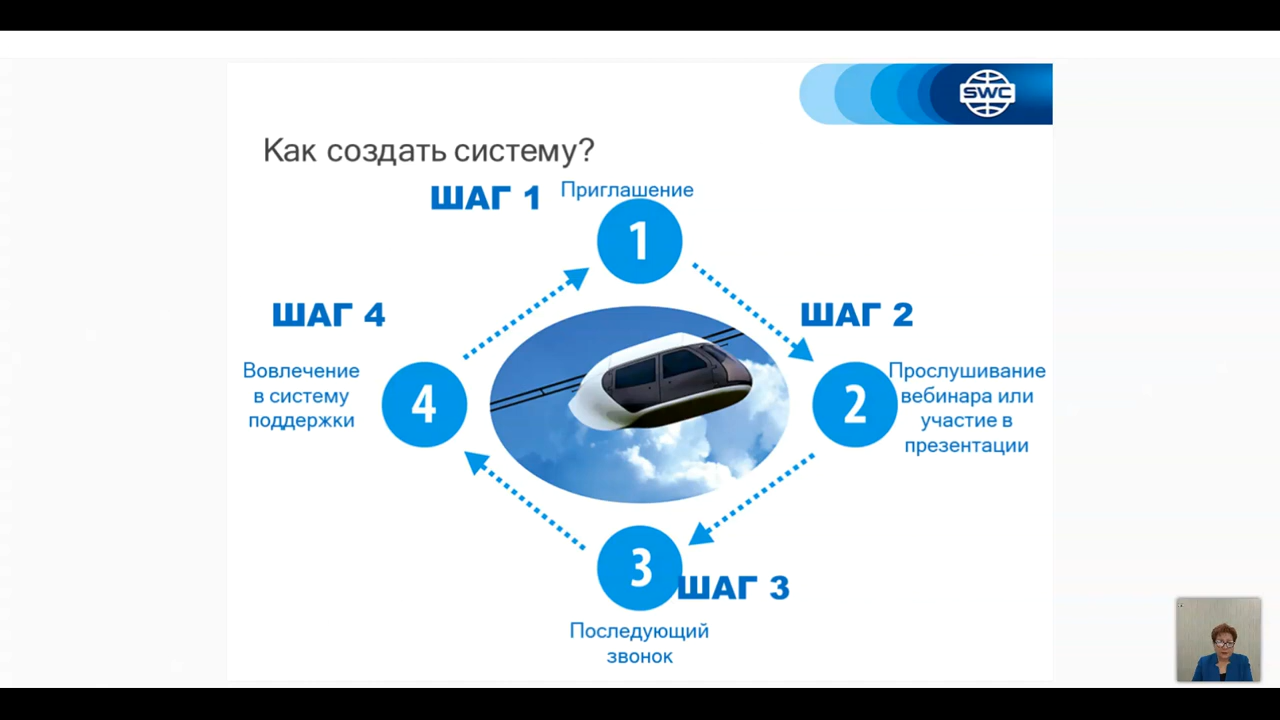 SWC
Как создать систему?
ШАГ 1
Приглашение
1
ШАГ 2
2
Прослушивание
вебинара или
участие в
презентации
3
ШАГ 3
Последующий
звонок
ШАГ 4
Вовлечение
в систему
поддержки
4